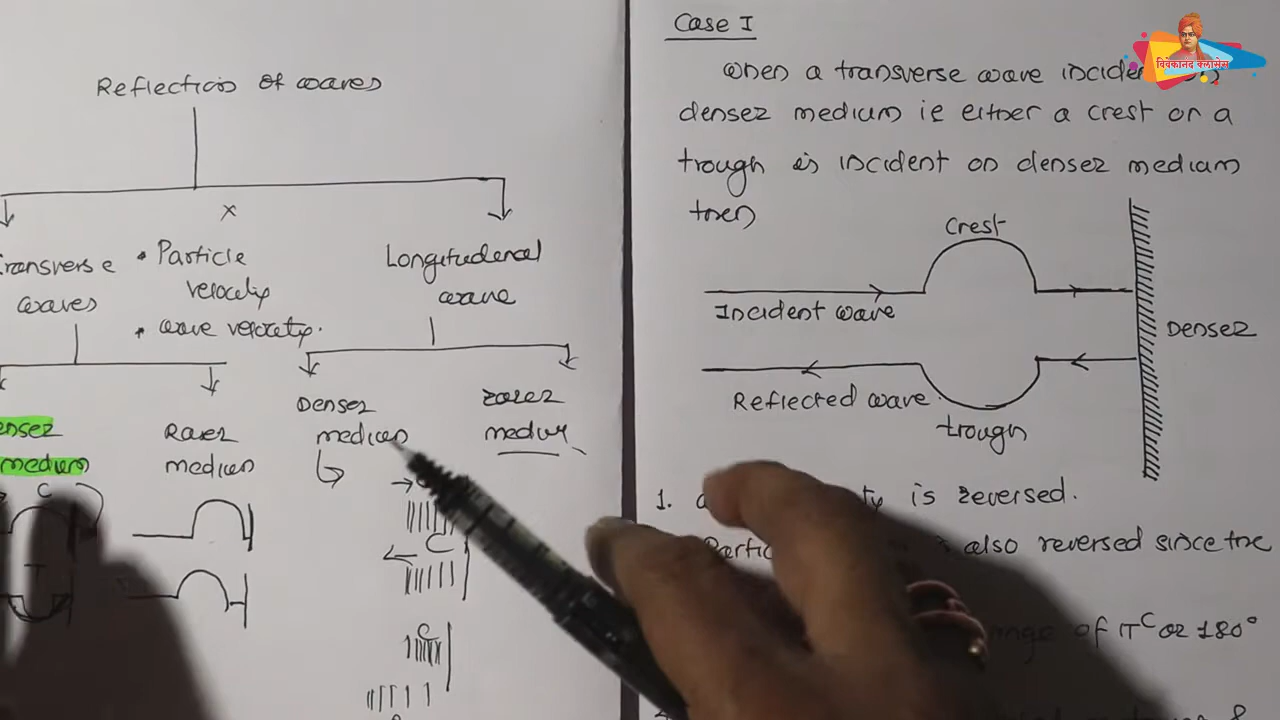 Reflection of waves
x
Transverse
waves
• Particle
velocity
• wave velocity.
Longitudenal
wave
Denser
medium
Rarer
medium
Denser
medium
rarer
medium
C
T
C
C
Case I
When a transverse wave incident on
denser medium ie either a crest or a
trough is incident on denser medium
then
Crest
Incident wave
Denser
Reflected wave
trough
1. is reversed.
also reversed since the
of π^C or 180°
विवेकानंद क्लासेस